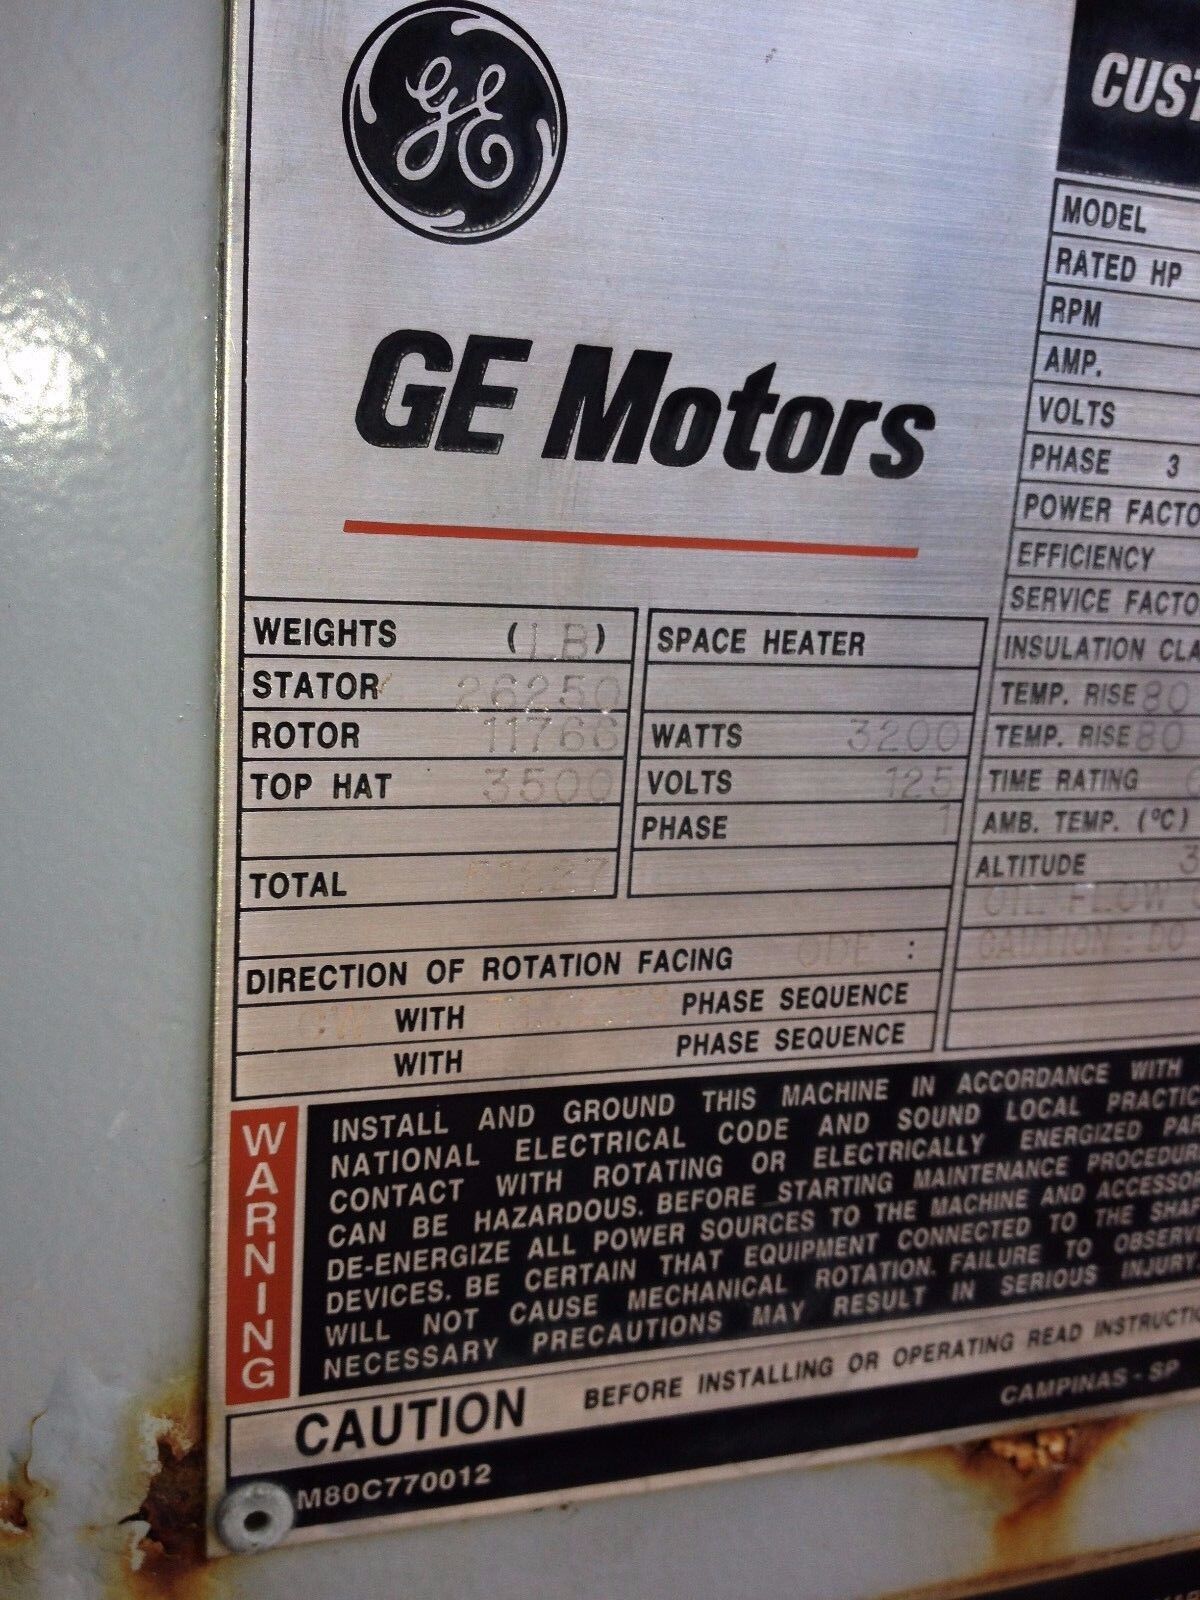 GE
GE Motors
WEIGHTS (LB)
STATOR 26250
ROTOR 11766
TOP HAT 3500
TOTAL
SPACE HEATER
WATTS 3200
VOLTS 125
PHASE 1
DIRECTION OF ROTATION FACING ODE :
CW WITH PHASE SEQUENCE
WITH PHASE SEQUENCE
CUST
MODEL
RATED HP
RPM
AMP.
VOLTS
PHASE 3
POWER FACTO
EFFICIENCY
SERVICE FACTO
INSULATION CLA
TEMP. RISE 80
TEMP. RISE 80
TIME RATING
AMB. TEMP. (ºC)
ALTITUDE 3
OIL FLOW
CAUTION DO
WARNING
INSTALL AND GROUND THIS MACHINE IN ACCORDANCE WITH
NATIONAL ELECTRICAL CODE AND SOUND LOCAL PRACTIC
CONTACT WITH ROTATING OR ELECTRICALLY ENERGIZED PAR
CAN BE HAZARDOUS. BEFORE STARTING MAINTENANCE PROCEDUR
DE-ENERGIZE ALL POWER SOURCES TO THE MACHINE AND ACCESSO
DEVICES. BE CERTAIN THAT EQUIPMENT CONNECTED TO THE SHA
WILL NOT CAUSE MECHANICAL ROTATION. FAILURE TO OBSERV
NECESSARY PRECAUTIONS MAY RESULT IN SERIOUS INJURY
CAUTION BEFORE INSTALLING OR OPERATING READ INSTRUCTI
M80C770012 CAMPINAS - SP